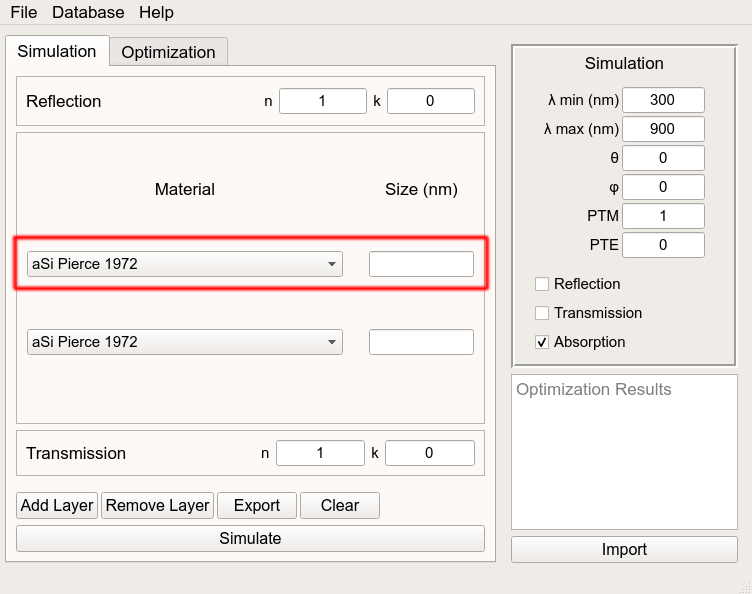 File Database Help
Simulation Optimization
Reflection n 1 k 0
Material Size (nm)
aSi Pierce 1972
aSi Pierce 1972
Transmission n 1 k 0
Add Layer Remove Layer Export Clear
Simulate
Simulation
λ min (nm) 300
λ max (nm) 900
θ 0
φ 0
PTM 1
PTE 0
Reflection
Transmission
Absorption
Optimization Results
Import